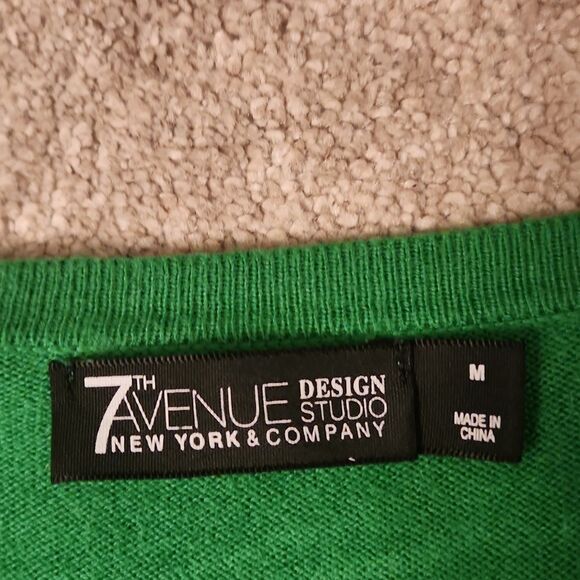 7TH AVENUE DESIGN STUDIO
NEW YORK & COMPANY
M
MADE IN
CHINA